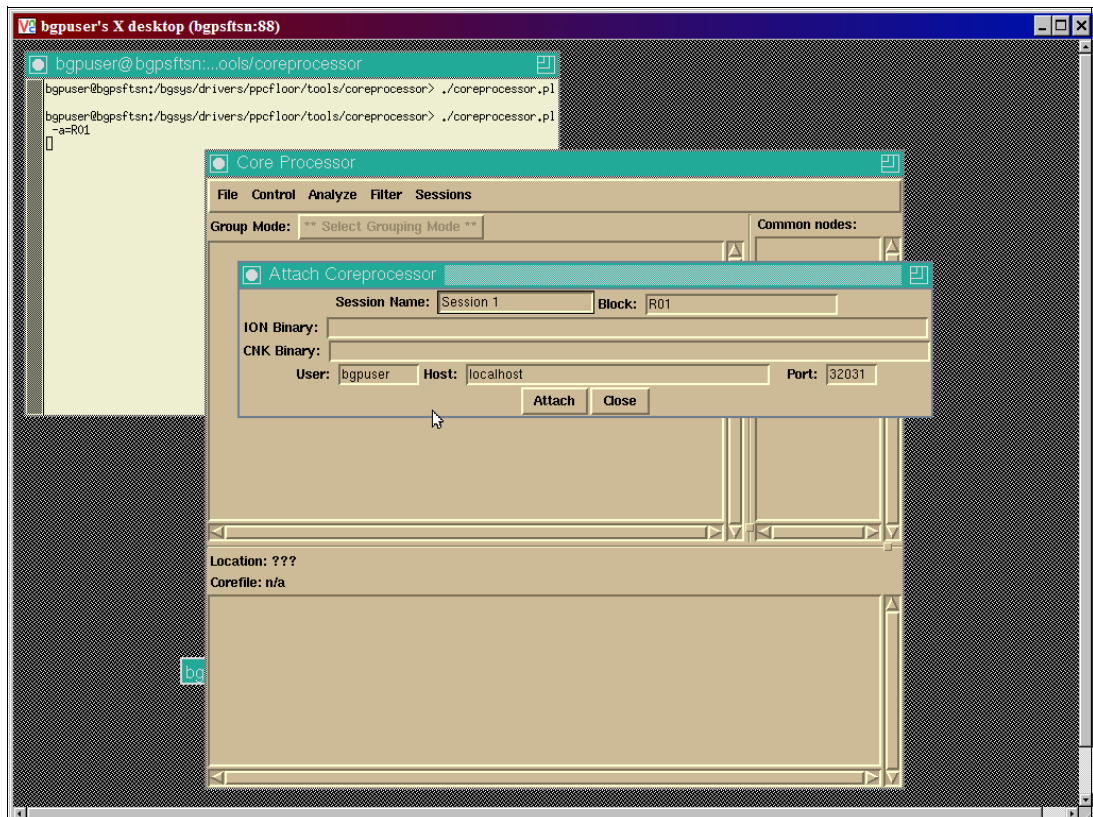 bgpuser's X desktop (bgpsftsn:88)
bgpuser@bgpsftsn:...ools/coreprocessor
bgpuser@bgpsftsn:/bgsys/drivers/ppcfloor/tools/coreprocessor> ./coreprocessor.pl
bgpuser@bgpsftsn:/bgsys/drivers/ppcfloor/tools/coreprocessor> ./coreprocessor.pl
-a=R01
Core Processor
File Control Analyze Filter Sessions
Group Mode: ** Select Grouping Mode ** Common nodes:
Attach Coreprocessor
Session Name: Session 1 Block: R01
ION Binary:
CNK Binary:
User: bgpuser Host: localhost Port: 32031
Attach Close
Location: ???
Corefile: n/a
bg